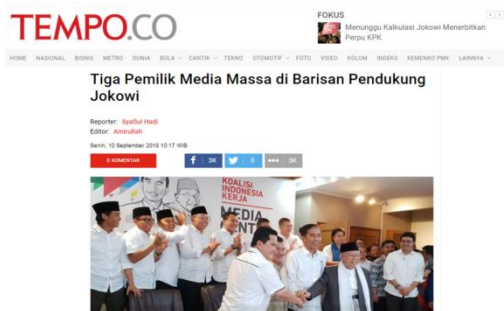 TEMPO.CO
FOKUS
Menunggu Kalkulasi Jokowi Menerbitkan
Perpu KPK
HOME NASIONAL BISNIS METRO DUNIA BOLA CANTIK TEKNO OTOMOTIF FOTO VIDEO KOLOM INDEKS KEMENKO PMK LAINNYA
Tiga Pemilik Media Massa di Barisan Pendukung
Jokowi
Reporter: Syafiul Hadi
Editor: Amirullah
Senin, 10 September 2018 10:17 WIB
0 KOMENTAR
3K
0
3K
KOALISI
INDONESIA
KERJA
MEDIA